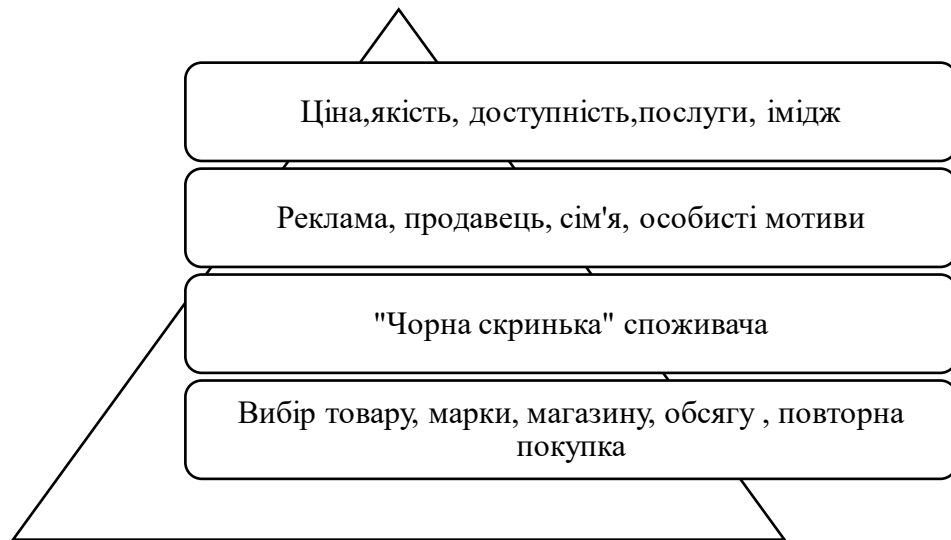 Ціна,якість, доступність,послуги, імідж
Реклама, продавець, сім'я, особисті мотиви
"Чорна скринька" споживача
Вибір товару, марки, магазину, обсягу , повторна
покупка